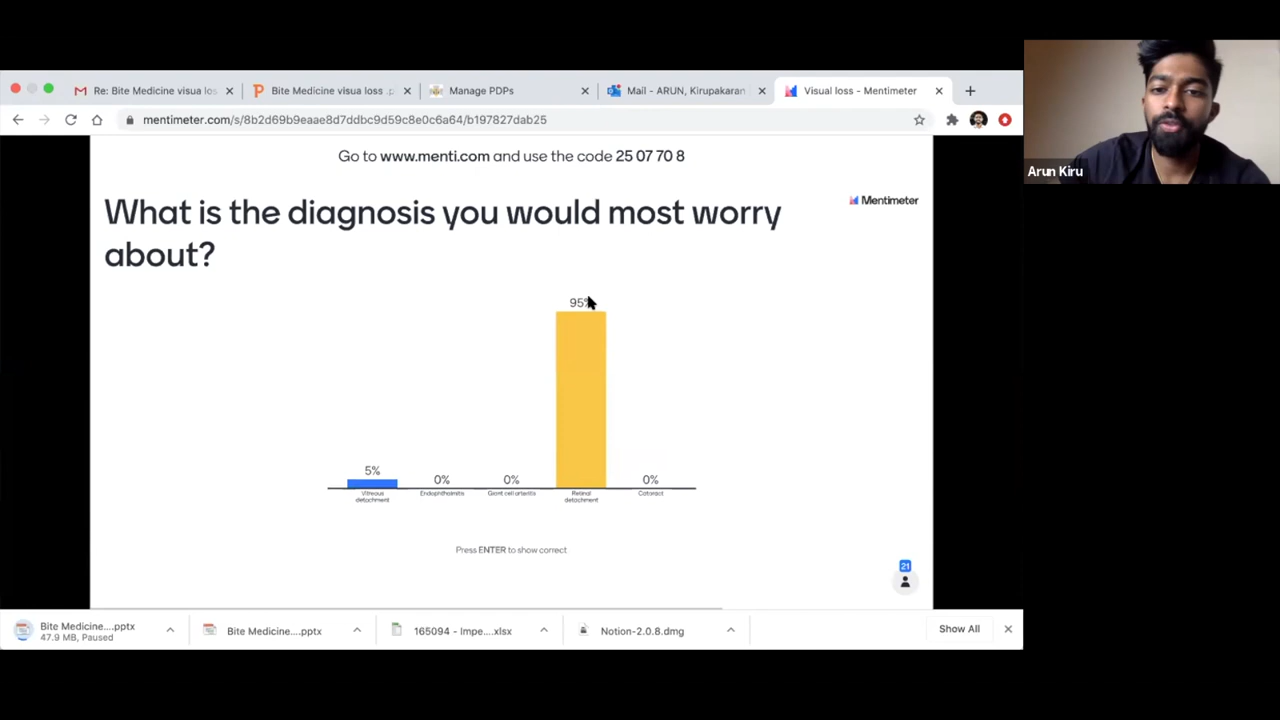 Re: Bite Medicine visua los
Bite Medicine visua loss .p
Manage PDPs
Mail - ARUN, Kirupakaran
Visual loss - Mentimeter
mentimeter.com/s/8b2d69b9eaae8d7ddbc9d59c8e0c6a64/b197827dab25
Arun Kiru
Go to www.menti.com and use the code 25 07 70 8
Mentimeter
What is the diagnosis you would most worry
about?
95%
5%
0%
0%
0%
Vitreous
detachment
Endophthalmitis
Giant cell arteritis
Retinal
detachment
Cataract
Press ENTER to show correct
21
Bite Medicine....pptx
47.9 MB, Paused
Bite Medicine....pptx
165094 - Impe....xlsx
Notion-2.0.8.dmg
Show All